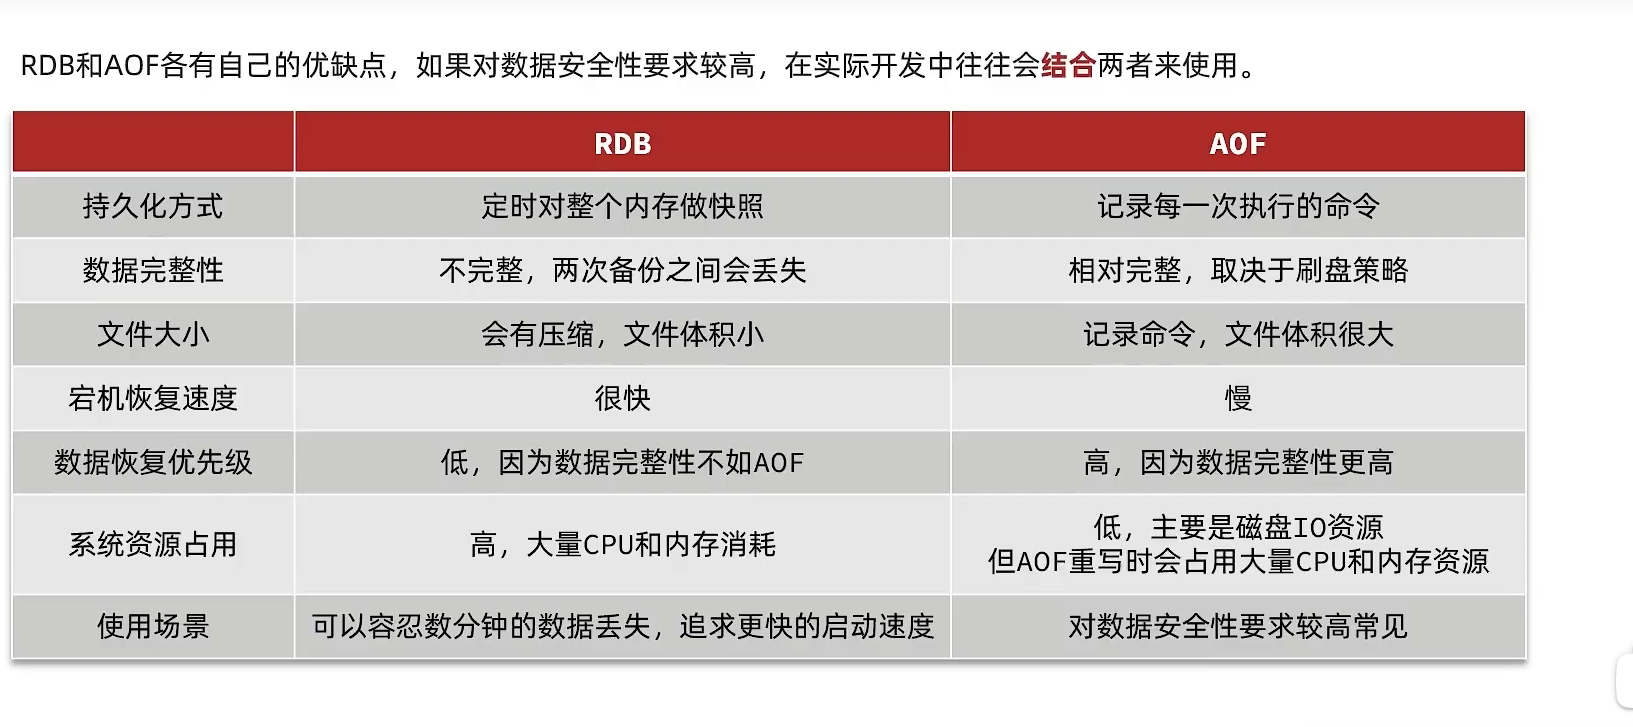 RDB和AOF各有自己的优缺点，如果对数据安全性要求较高，在实际开发中往往会结合两者来使用。
RDB AOF
持久化方式 定时对整个内存做快照 记录每一次执行的命令
数据完整性 不完整，两次备份之间会丢失 相对完整，取决于刷盘策略
文件大小 会有压缩，文件体积小 记录命令，文件体积很大
宕机恢复速度 很快 慢
数据恢复优先级 低，因为数据完整性不如AOF 高，因为数据完整性更高
系统资源占用 高，大量CPU和内存消耗 低，主要是磁盘IO资源
但AOF重写时会占用大量CPU和内存资源
使用场景 可以容忍数分钟的数据丢失，追求更快的启动速度 对数据安全性要求较高常见